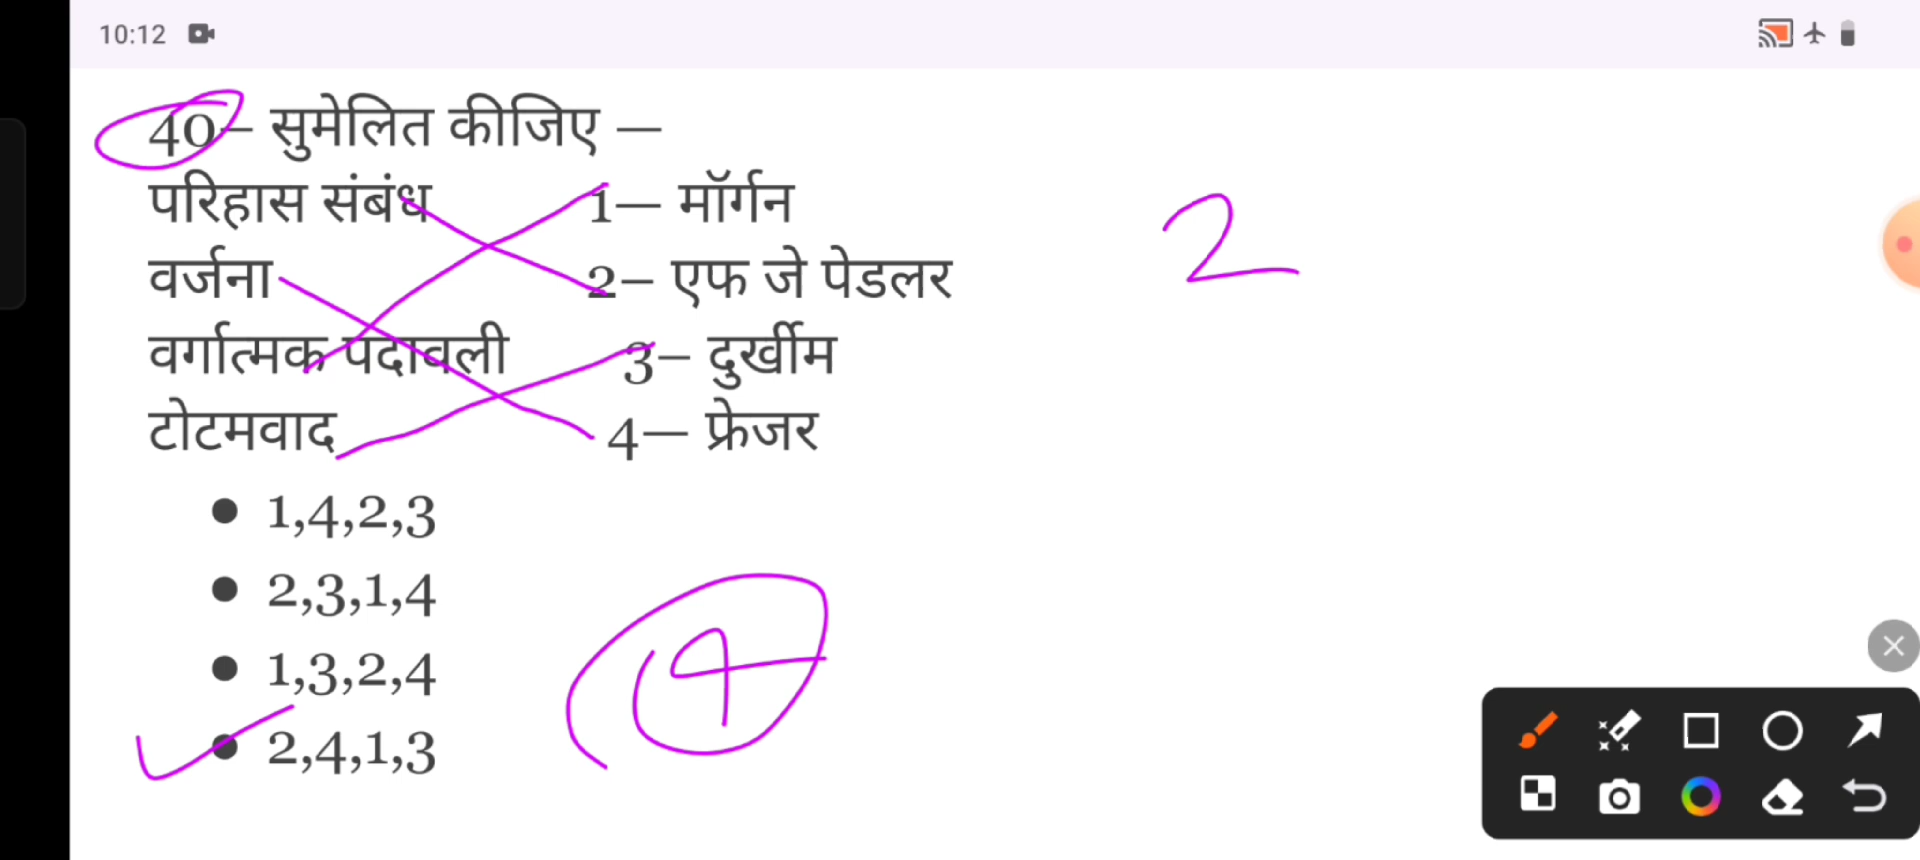 10:12
40– सुमेलित कीजिए —
परिहास संबंध 1— मॉर्गन
2
वर्जना 2– एफ जे पेडलर
वर्गात्मक पदावली 3– दुर्खीम
टोटमवाद 4— फ्रेजर
1,4,2,3
2,3,1,4
1,3,2,4
4
2,4,1,3